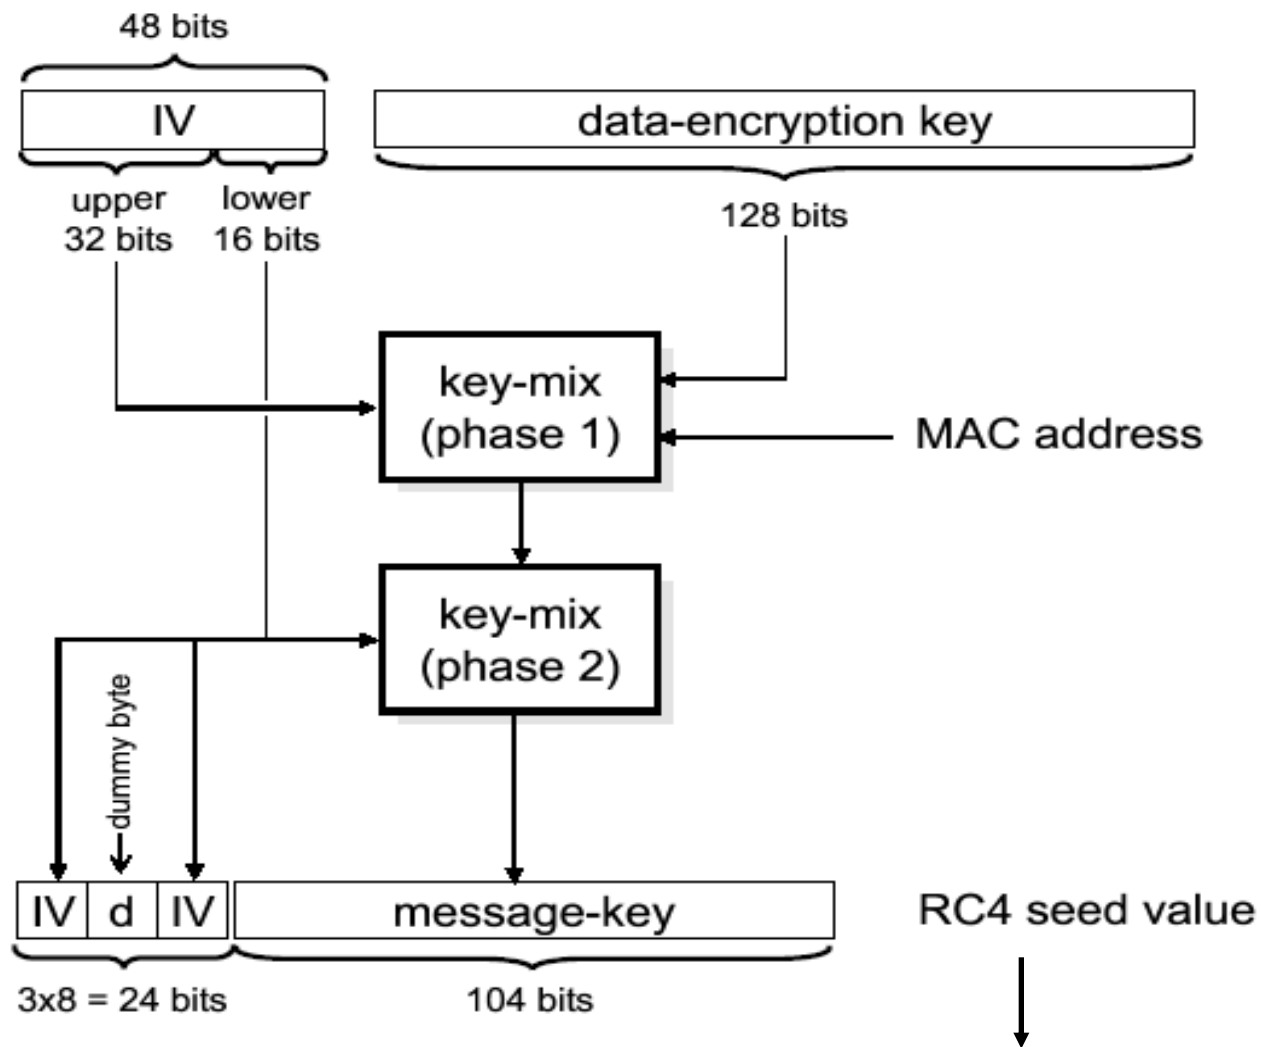 48 bits
IV
data-encryption key
upper
32 bits
lower
16 bits
128 bits
key-mix
(phase 1)
MAC address
key-mix
(phase 2)
dummy byte
IV d IV
message-key
RC4 seed value
3x8 = 24 bits
104 bits